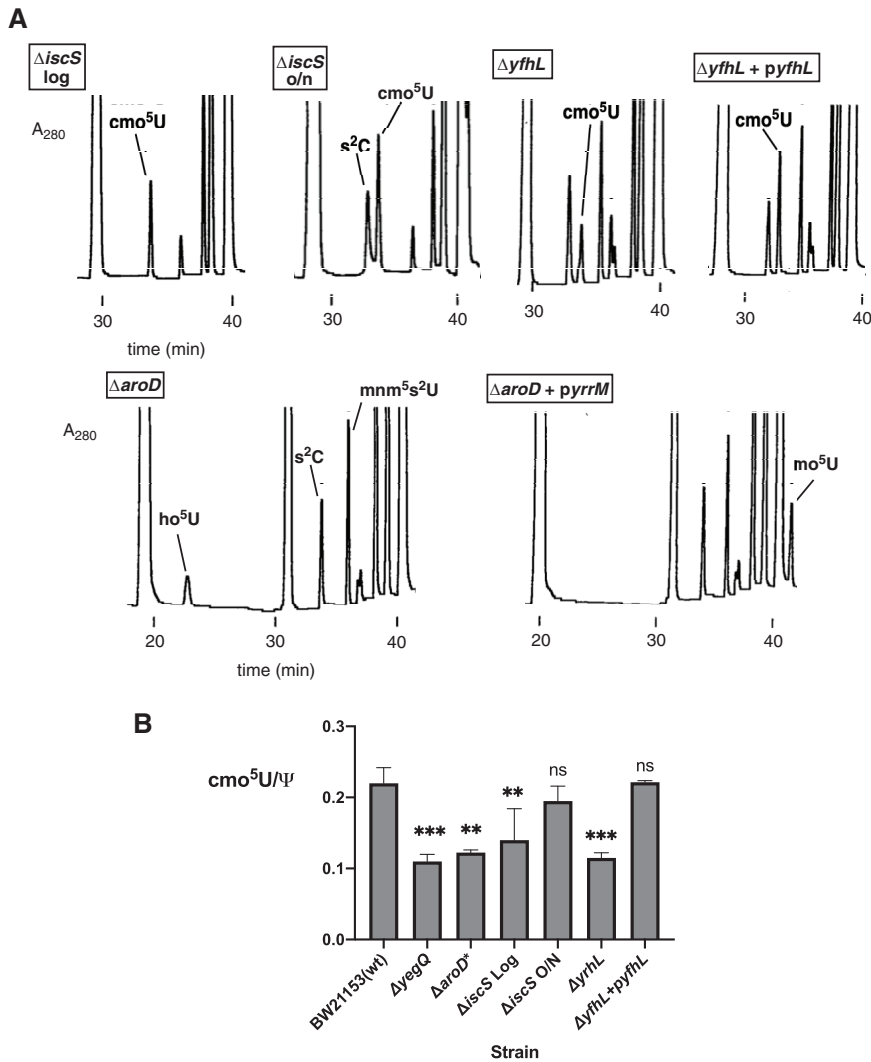 A
ΔiscS
log
ΔiscS
o/n
ΔyfhL
ΔyfhL + pyfhL
A280
cmo5U
s2C
cmo5U
cmo5U
cmo5U
30
40
30
40
30
40
30
40
time (min)
ΔaroD
ΔaroD + pyrrM
A280
ho5U
s2C
mnm5s2U
mo5U
20
30
40
20
30
40
time (min)
B
cmo5U/Ψ
0.3
0.2
0.1
0.0
***
**
**
ns
***
ns
BW21153(wt)
ΔyegQ
ΔaroD*
ΔiscS Log
ΔiscS O/N
ΔyrhL
ΔyfhL+pyfhL
Strain